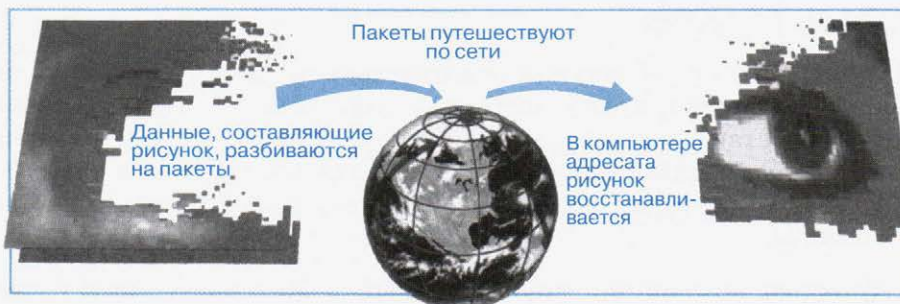 Пакеты путешествуют
по сети
Данные, составляющие
рисунок, разбиваются
на пакеты
В компьютере
адресата
рисунок
восстанавли-
вается